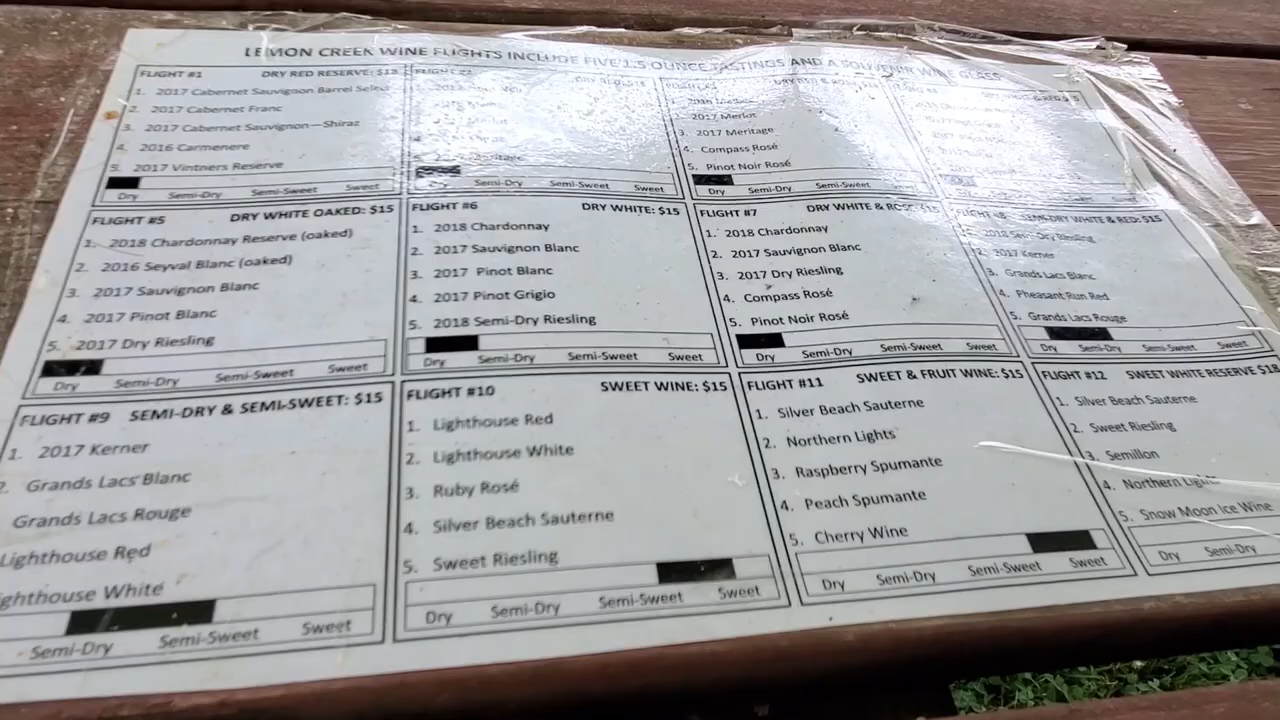 LEMON CREEK WINE FLIGHTS INCLUDE FIVE 1.5 OUNCE TASTINGS AND A SOUVENIR WINE GLASS
FLIGHT #1 DRY RED RESERVE: $18
1. 2017 Cabernet Sauvignon Barrel Select
2. 2017 Cabernet Franc
3. 2017 Cabernet Sauvignon—Shiraz
4. 2016 Carmenere
5. 2017 Vintners Reserve
Dry Semi-Dry Semi-Sweet Sweet
FLIGHT
Merlot
Dry Semi-Dry Semi-Sweet Sweet
2017 Merlot
3. 2017 Meritage
4. Compass Rosé
5. Pinot Noir Rosé
Dry Semi-Dry Semi-Sweet
FLIGHT #5 DRY WHITE OAKED: $15
1. 2018 Chardonnay Reserve (oaked)
2. 2016 Seyval Blanc (oaked)
3. 2017 Sauvignon Blanc
4. 2017 Pinot Blanc
5. 2017 Dry Riesling
Dry Semi-Dry Semi-Sweet Sweet
FLIGHT #6 DRY WHITE: $15
1. 2018 Chardonnay
2. 2017 Sauvignon Blanc
3. 2017 Pinot Blanc
4. 2017 Pinot Grigio
5. 2018 Semi-Dry Riesling
Dry Semi-Dry Semi-Sweet Sweet
FLIGHT #7 DRY WHITE & ROSE: $15
1. 2018 Chardonnay
2. 2017 Sauvignon Blanc
3. 2017 Dry Riesling
4. Compass Rosé
5. Pinot Noir Rosé
Dry Semi-Dry Semi-Sweet Sweet
FLIGHT #8 SEMI-DRY WHITE & RED: $15
2018 Semi-Dry Riesling
2. 2017 Kerner
3. Grands Lacs Blanc
4. Pheasant Run Red
5. Grands Lacs Rouge
Dry Semi-Dry Semi-Sweet Sweet
FLIGHT #9 SEMI-DRY & SEMI-SWEET: $15
1. 2017 Kerner
2. Grands Lacs Blanc
Grands Lacs Rouge
Lighthouse Red
ghthouse White
Semi-Dry Semi-Sweet Sweet
FLIGHT #10 SWEET WINE: $15
1. Lighthouse Red
2. Lighthouse White
3. Ruby Rosé
4. Silver Beach Sauterne
5. Sweet Riesling
Dry Semi-Dry Semi-Sweet Sweet
FLIGHT #11 SWEET & FRUIT WINE: $15
1. Silver Beach Sauterne
2. Northern Lights
3. Raspberry Spumante
4. Peach Spumante
5. Cherry Wine
Dry Semi-Dry Semi-Sweet Sweet
FLIGHT #12 SWEET WHITE RESERVE $18
1. Silver Beach Sauterne
2. Sweet Riesling
3. Semillon
4. Northern Lights
5. Snow Moon Ice Wine
Dry Semi-Dry